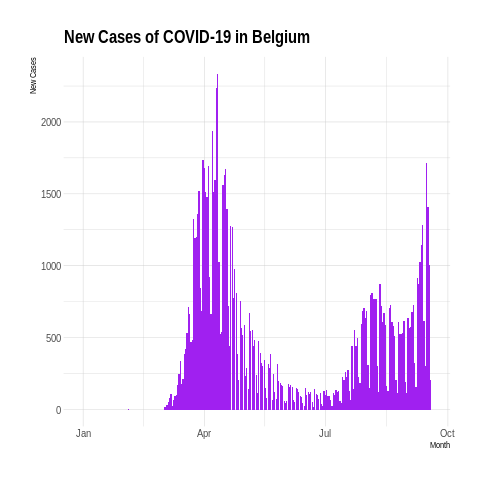 New Cases of COVID-19 in Belgium
New Cases
2000
1500
1000
500
0
Jan Apr Jul Oct
Month